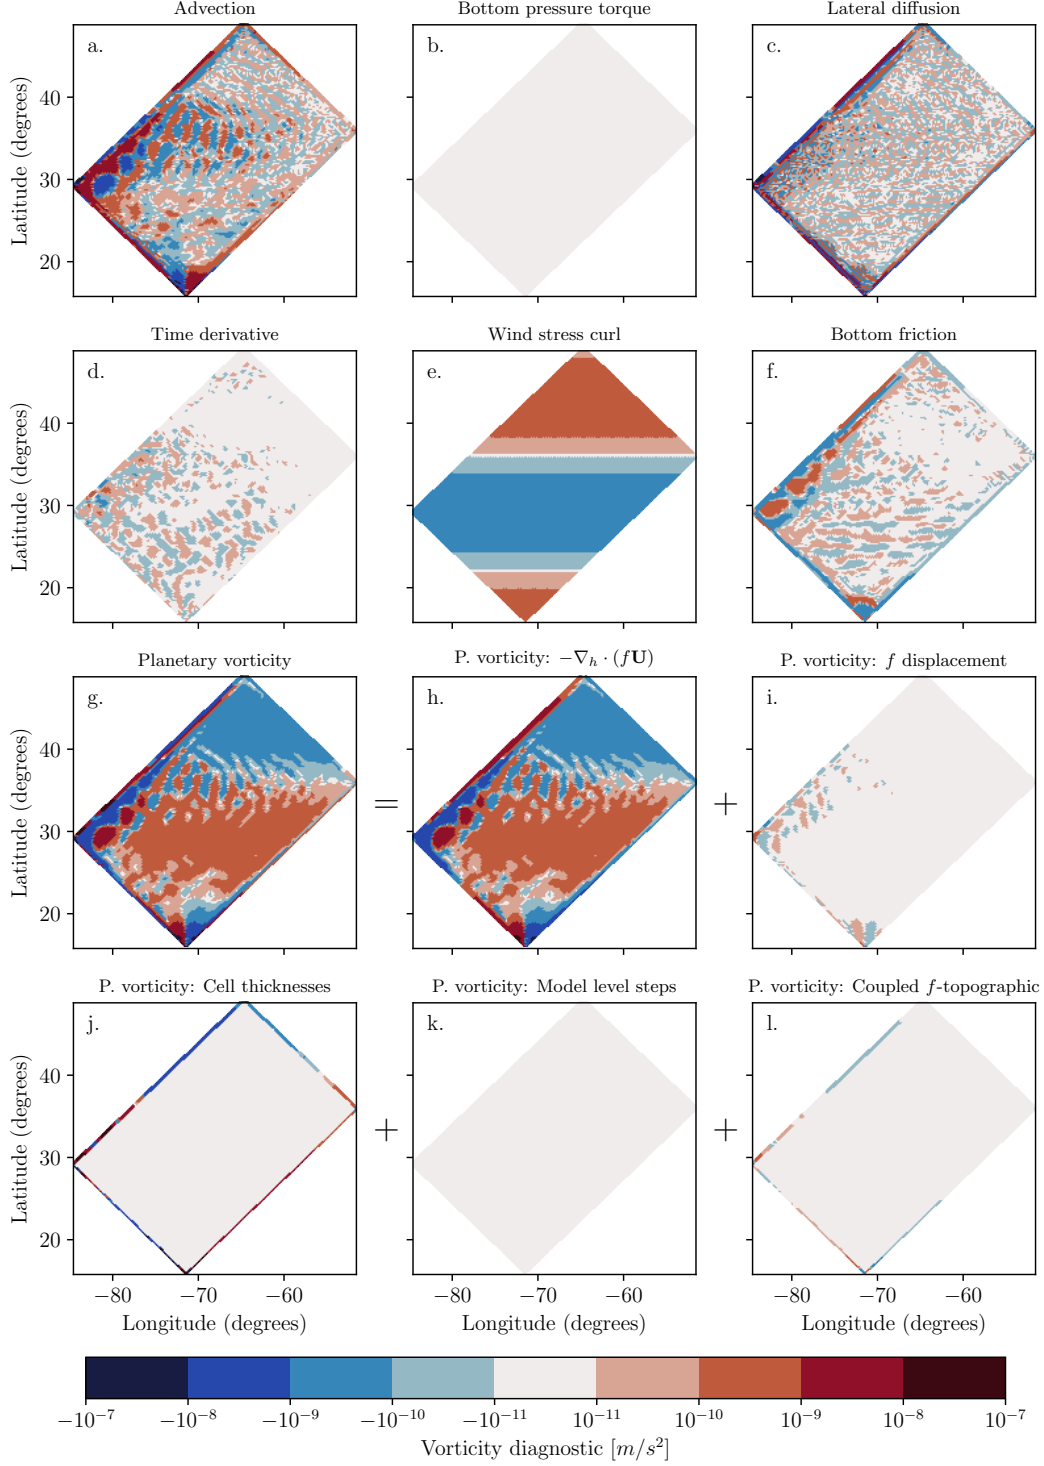 Advection
Bottom pressure torque
Lateral diffusion
a.
b.
c.
Latitude (degrees)
40
30
20
Time derivative
Wind stress curl
Bottom friction
d.
e.
f.
Latitude (degrees)
40
30
20
Planetary vorticity
P. vorticity: −∇h · (fU)
P. vorticity: f displacement
g.
h.
i.
Latitude (degrees)
40
30
20
=
+
P. vorticity: Cell thicknesses
P. vorticity: Model level steps
P. vorticity: Coupled f-topographic
j.
k.
l.
Latitude (degrees)
40
30
20
+
+
−80 −70 −60
−80 −70 −60
−80 −70 −60
Longitude (degrees)
Longitude (degrees)
Longitude (degrees)
−10⁻⁷ −10⁻⁸ −10⁻⁹ −10⁻¹⁰ −10⁻¹¹ 10⁻¹¹ 10⁻¹⁰ 10⁻⁹ 10⁻⁸ 10⁻⁷
Vorticity diagnostic [m/s²]